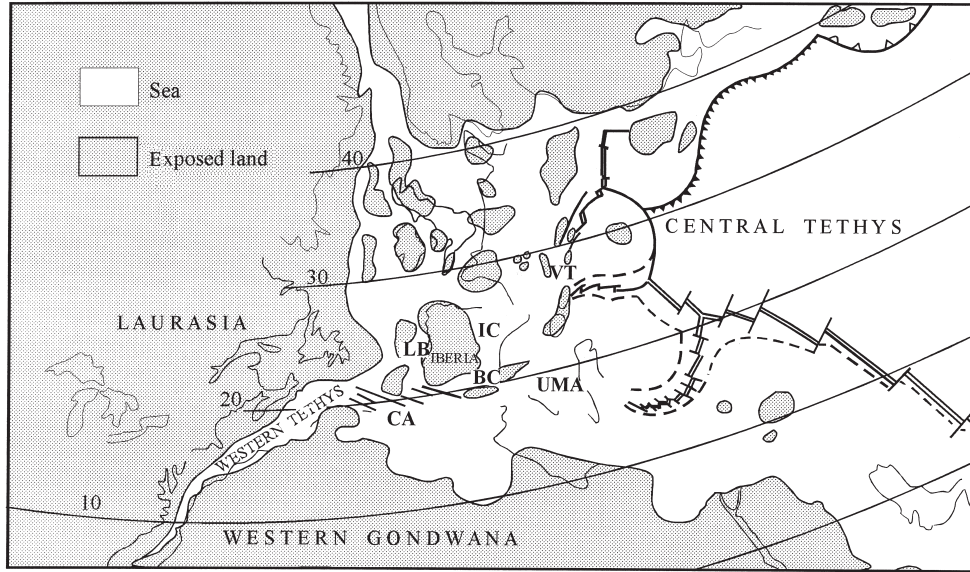 Sea
Exposed land
40
CENTRAL TETHYS
VT
30
LAURASIA
IC
LB
IBERIA
BC
UMA
20
WESTERN TETHYS
CA
10
WESTERN GONDWANA